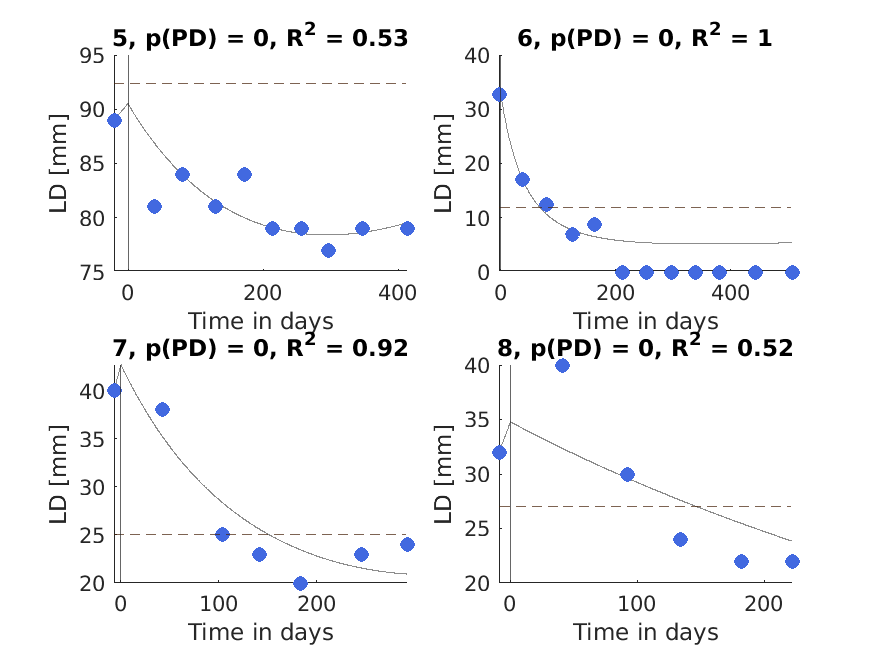 5, p(PD) = 0, R² = 0.53
95
90
85
80
75
LD [mm]
0 200 400
Time in days
6, p(PD) = 0, R² = 1
40
30
20
10
0
LD [mm]
0 200 400
Time in days
7, p(PD) = 0, R² = 0.92
40
35
30
25
20
LD [mm]
0 100 200
Time in days
8, p(PD) = 0, R² = 0.52
40
35
30
25
20
LD [mm]
0 100 200
Time in days